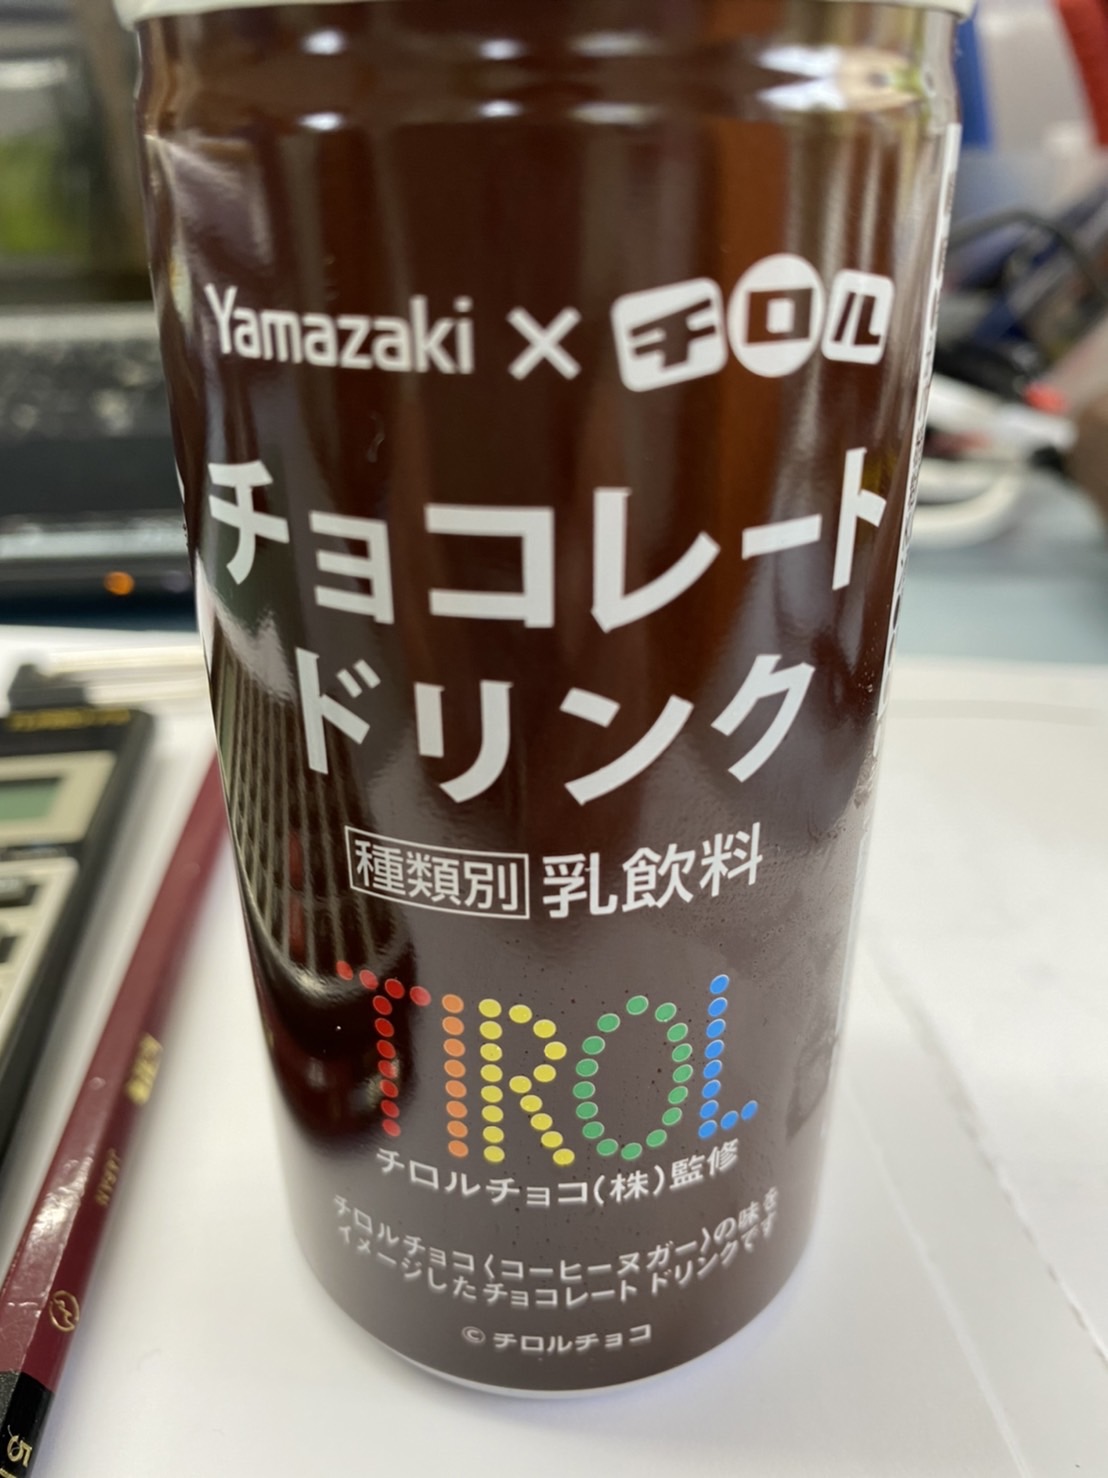 Yamazaki × チロル
チョコレート
ドリンク
種類別 乳飲料
TIROL
チロルチョコ(株)監修
チロルチョコ〈コーヒーヌガー〉の味を
イメージしたチョコレート ドリンクです
© チロルチョコ
JAPAN